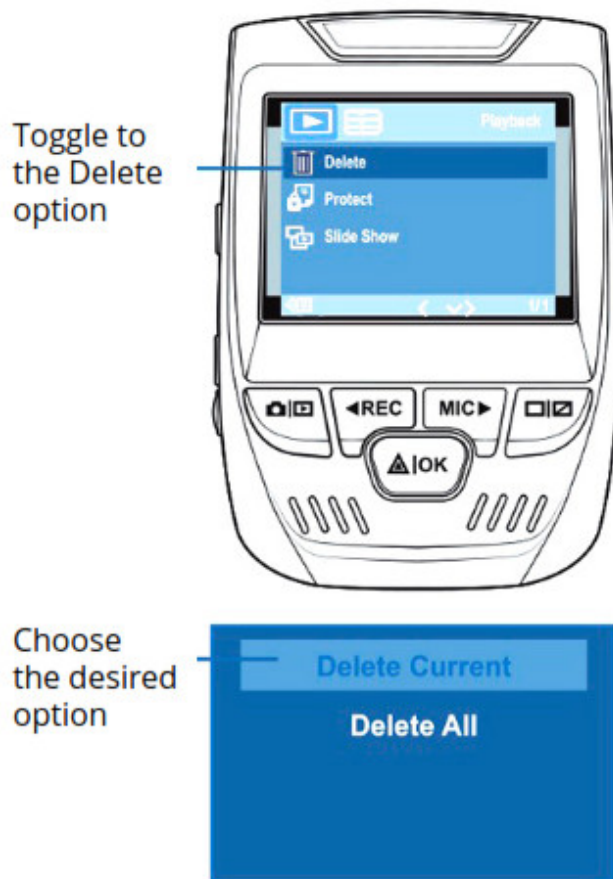 Toggle to
the Delete
option
Playback
Delete
Protect
Slide Show
1/1
◀REC
MIC▶
OK
Choose
the desired
option
Delete Current
Delete All